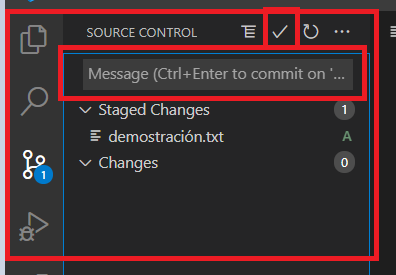 SOURCE CONTROL
Message (Ctrl+Enter to commit on '...
Staged Changes 1
demostración.txt A
Changes 0
1